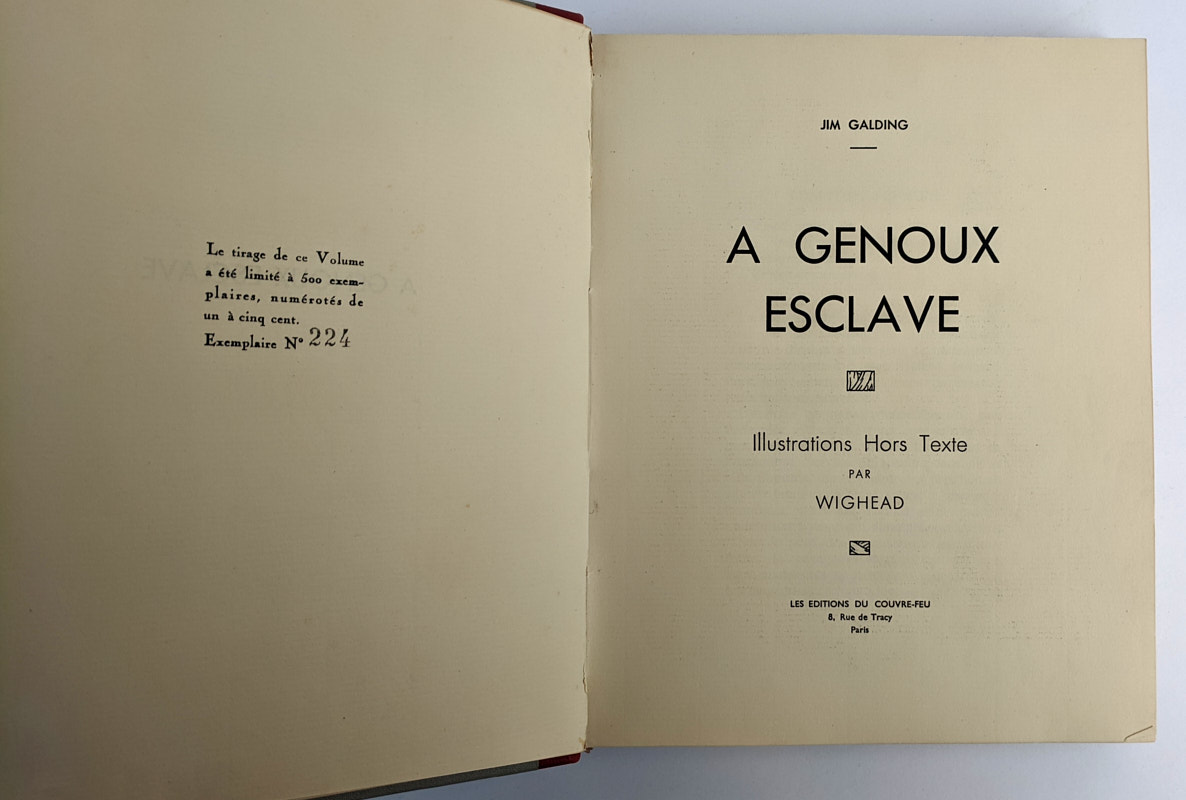 Le tirage de ce Volume
a été limité à 500 exem-
plaires, numérotés de
un à cinq cent.
Exemplaire N° 224
JIM GALDING
A GENOUX
ESCLAVE
Illustrations Hors Texte
PAR
WIGHEAD
LES EDITIONS DU COUVRE-FEU
8, Rue de Tracy
Paris